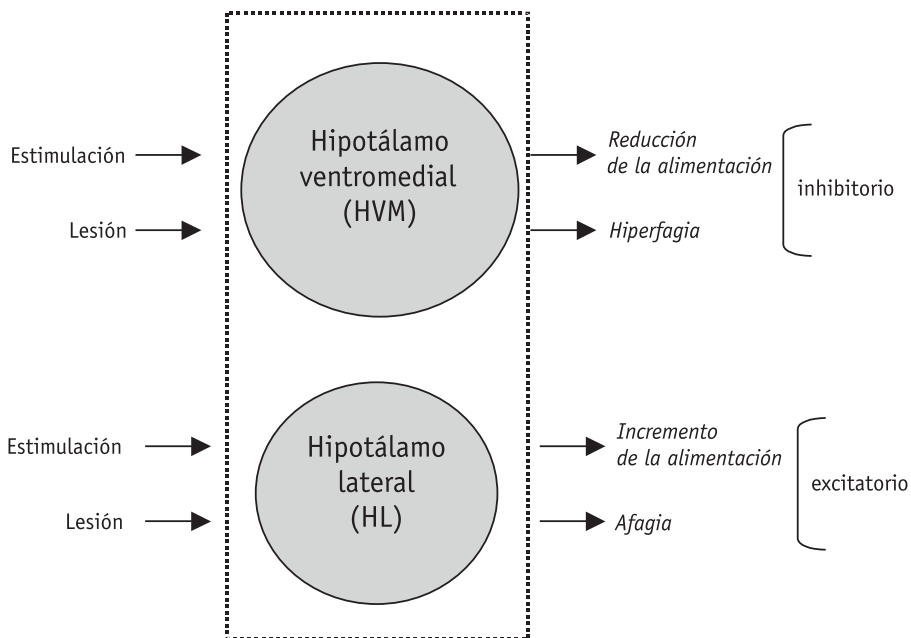 Estimulación
Lesión
Hipotálamo
ventromedial
(HVM)
Reducción
de la alimentación
Hiperfagia
inhibitorio
Estimulación
Lesión
Hipotálamo
lateral
(HL)
Incremento
de la alimentación
Afagia
excitatorio